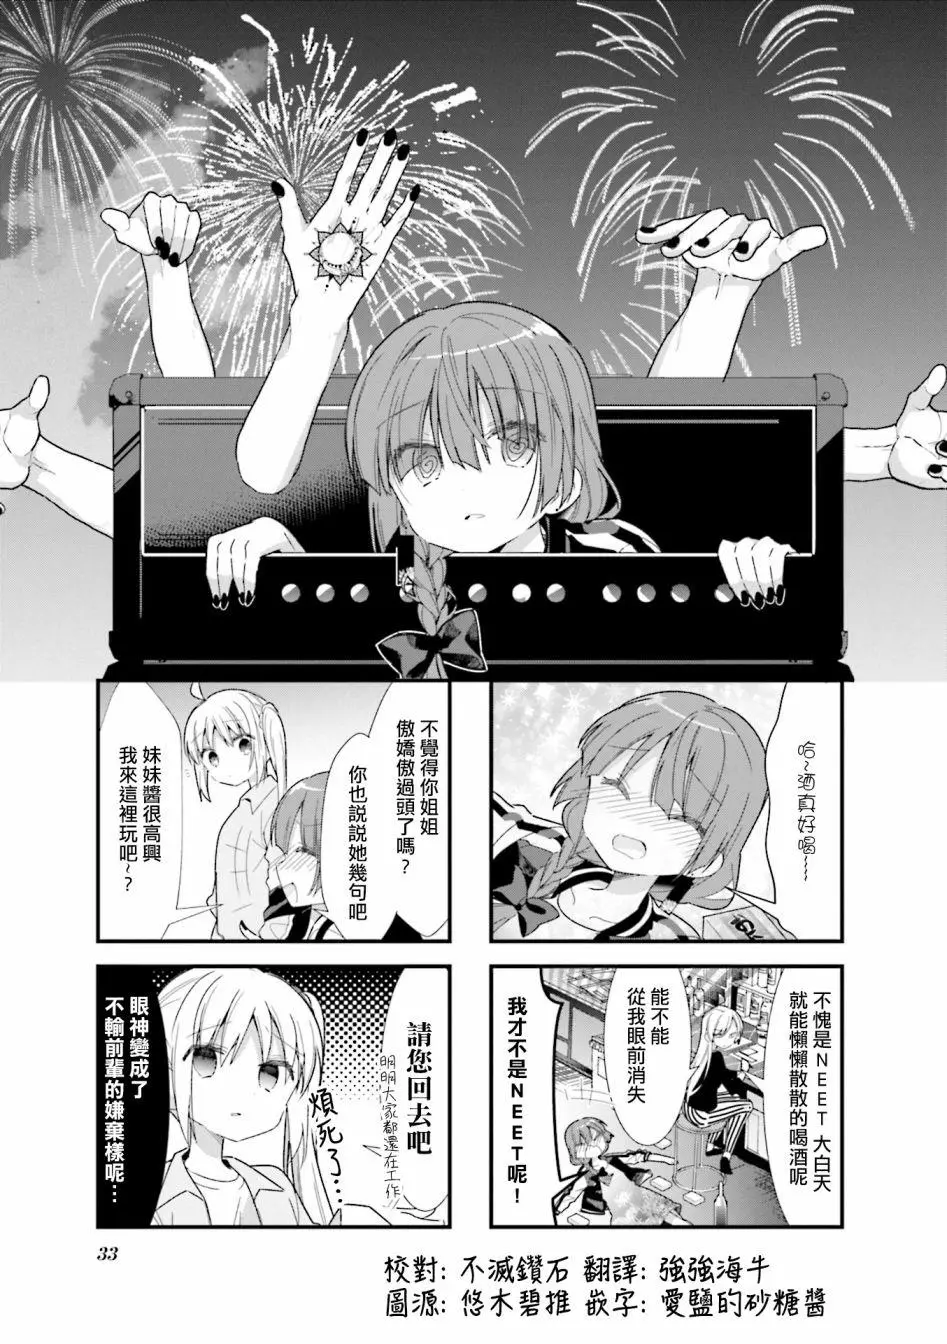 哈~酒真好喝~~
不愧是NEET 大白天
就能懶懶散散的喝酒呢
能不能
從我眼前消失
我才不是NEET呢！
不覺得你姐姐
傲嬌傲過頭了嗎？
你也説說她幾句吧
妹妹醬很高興
我來這裡玩吧~？
請您回去吧
明明大家都還在工作
煩死了…
眼神變成了
不輸前輩的嫌棄樣呢…
33
校對: 不滅鑽石 翻譯: 強強海牛
圖源: 悠木碧推 嵌字: 愛鹽的砂糖醬